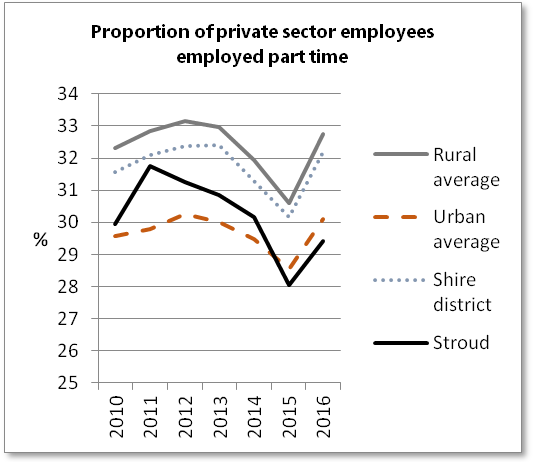 Proportion of private sector employees
employed part time
34
33
32
31
30
29
28
27
26
25
%
2010
2011
2012
2013
2014
2015
2016
Rural
average
Urban
average
Shire
district
Stroud